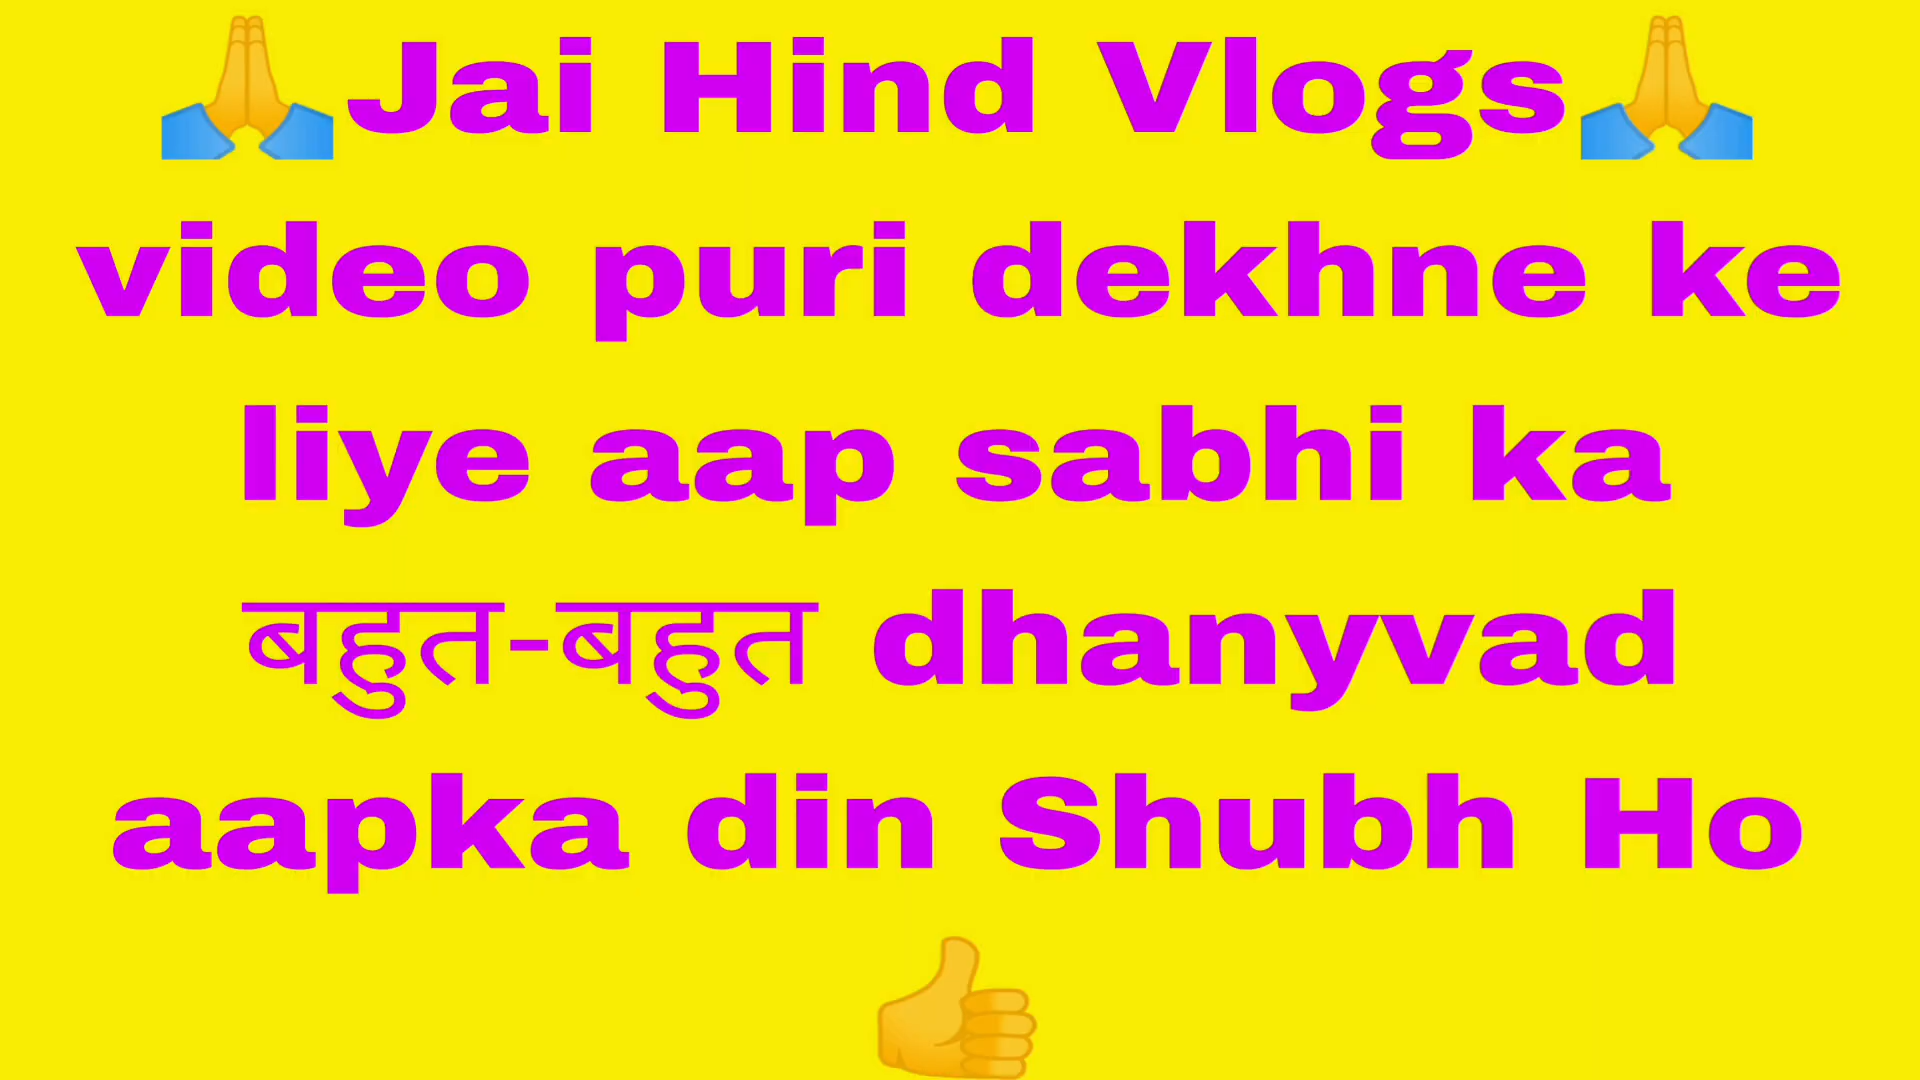 🙏Jai Hind Vlogs🙏
video puri dekhne ke
liye aap sabhi ka
बहुत-बहुत dhanyvad
aapka din Shubh Ho
👍